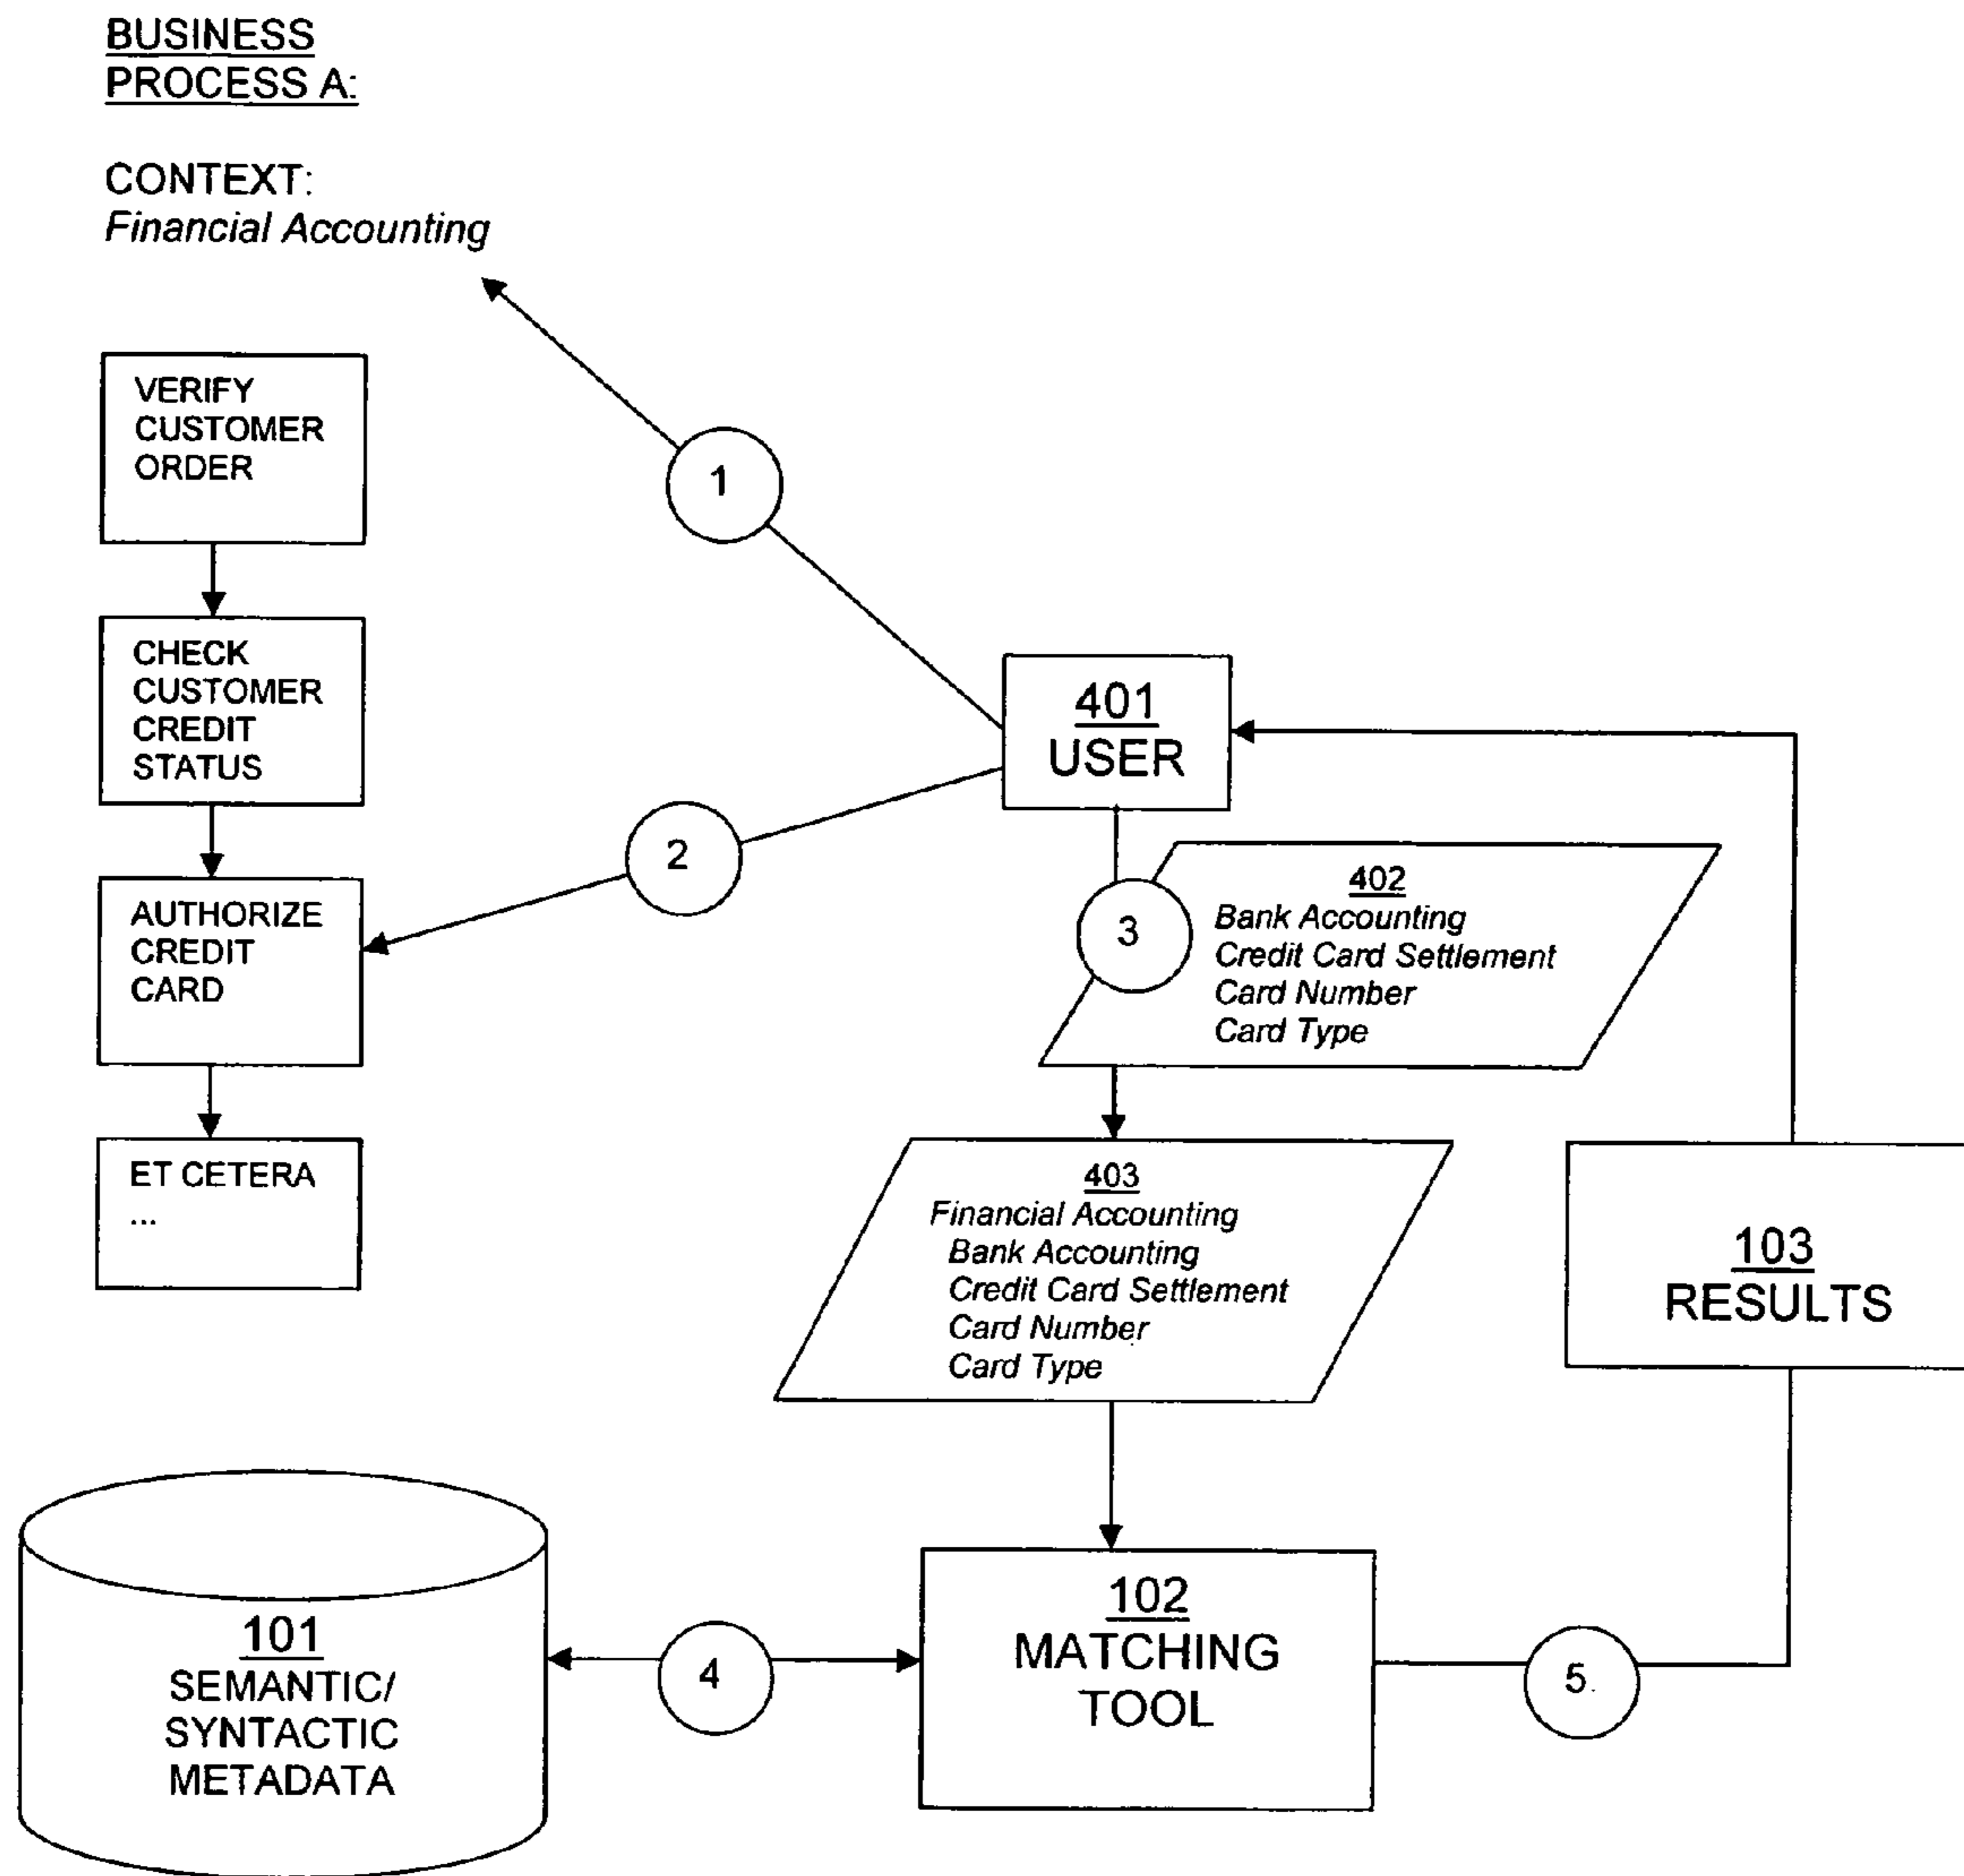 BUSINESS
PROCESS A:
CONTEXT:
Financial Accounting
VERIFY
CUSTOMER
ORDER
CHECK
CUSTOMER
CREDIT
STATUS
AUTHORIZE
CREDIT
CARD
ET CETERA
...
1
2
401
USER
3
402
Bank Accounting
Credit Card Settlement
Card Number
Card Type
403
Financial Accounting
Bank Accounting
Credit Card Settlement
Card Number
Card Type
103
RESULTS
101
SEMANTIC/
SYNTACTIC
METADATA
4
102
MATCHING
TOOL
5